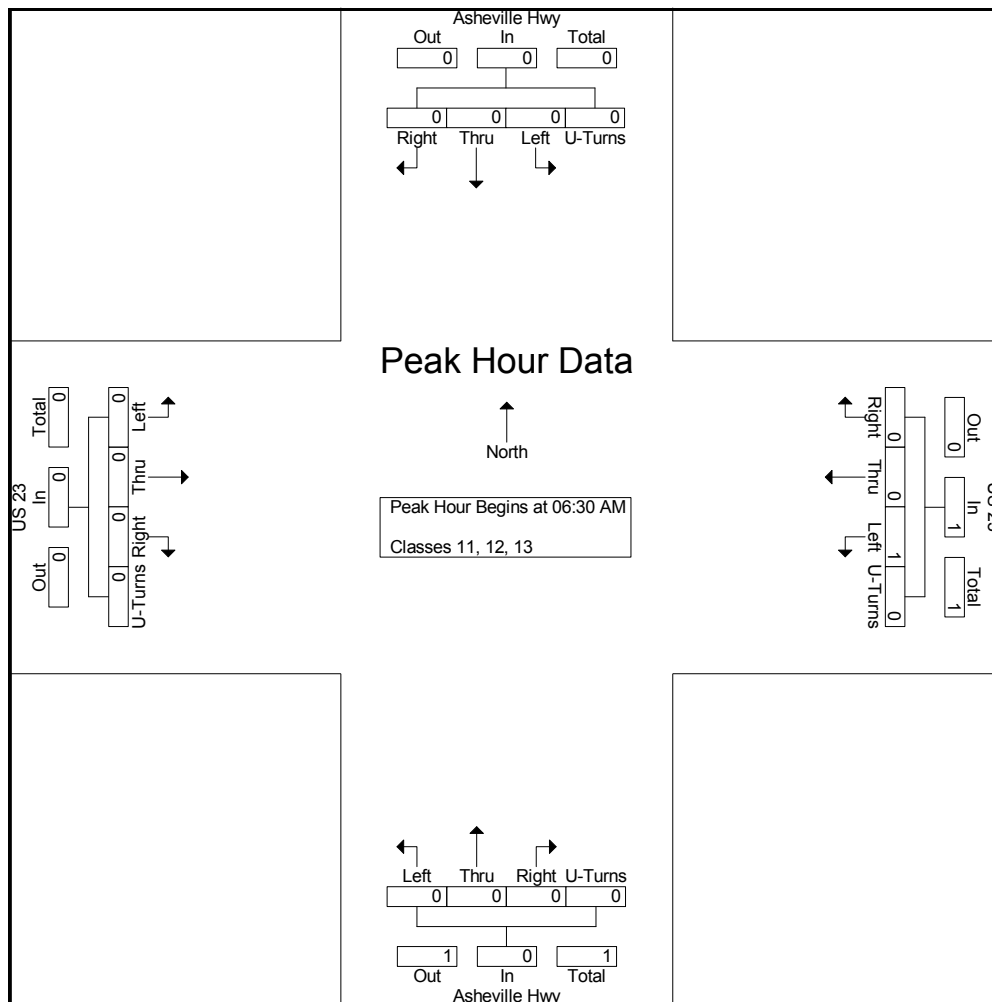 Asheville Hwy
Out In Total
0 0 0
0 0 0 0
Right Thru Left U-Turns
Peak Hour Data
North
Peak Hour Begins at 06:30 AM
Classes 11, 12, 13
US 23
Out In Total
0 0 0
0 0 0 0
Left Thru Right U-Turns
Right Thru Left U-Turns
0 0 1 0
Out In Total
0 1 1
Left Thru Right U-Turns
0 0 0 0
1 0 1
Out In Total
Asheville Hwy